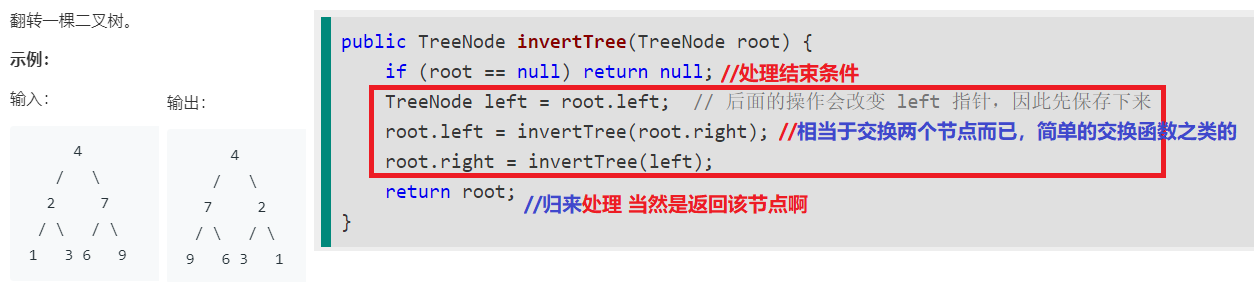 翻转一棵二叉树。
示例：
输入：
4
/ \
2 7
/ \ / \
1 3 6 9
输出：
4
/ \
7 2
/ \ / \
9 6 3 1
public TreeNode invertTree(TreeNode root) {
if (root == null) return null; //处理结束条件
TreeNode left = root.left; // 后面的操作会改变 left 指针，因此先保存下来
root.left = invertTree(root.right); //相当于交换两个节点而已，简单的交换函数之类的
root.right = invertTree(left);
return root; //归来处理 当然是返回该节点啊
}